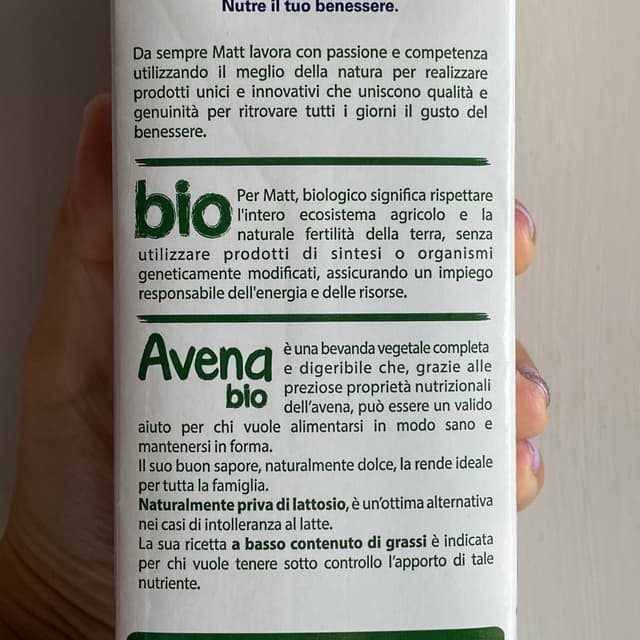 Nutre il tuo benessere.
Da sempre Matt lavora con passione e competenza
utilizzando il meglio della natura per realizzare
prodotti unici e innovativi che uniscono qualità e
genuinità per ritrovare tutti i giorni il gusto del
benessere.
bio
Per Matt, biologico significa rispettare
l'intero ecosistema agricolo e la
naturale fertilità della terra, senza
utilizzare prodotti di sintesi o organismi
geneticamente modificati, assicurando un impiego
responsabile dell'energia e delle risorse.
Avena
bio
è una bevanda vegetale completa
e digeribile che, grazie alle
preziose proprietà nutrizionali
dell'avena, può essere un valido
aiuto per chi vuole alimentarsi in modo sano e
mantenersi in forma.
Il suo buon sapore, naturalmente dolce, la rende ideale
per tutta la famiglia.
Naturalmente priva di lattosio, è un'ottima alternativa
nei casi di intolleranza al latte.
La sua ricetta a basso contenuto di grassi è indicata
per chi vuole tenere sotto controllo l'apporto di tale
nutriente.